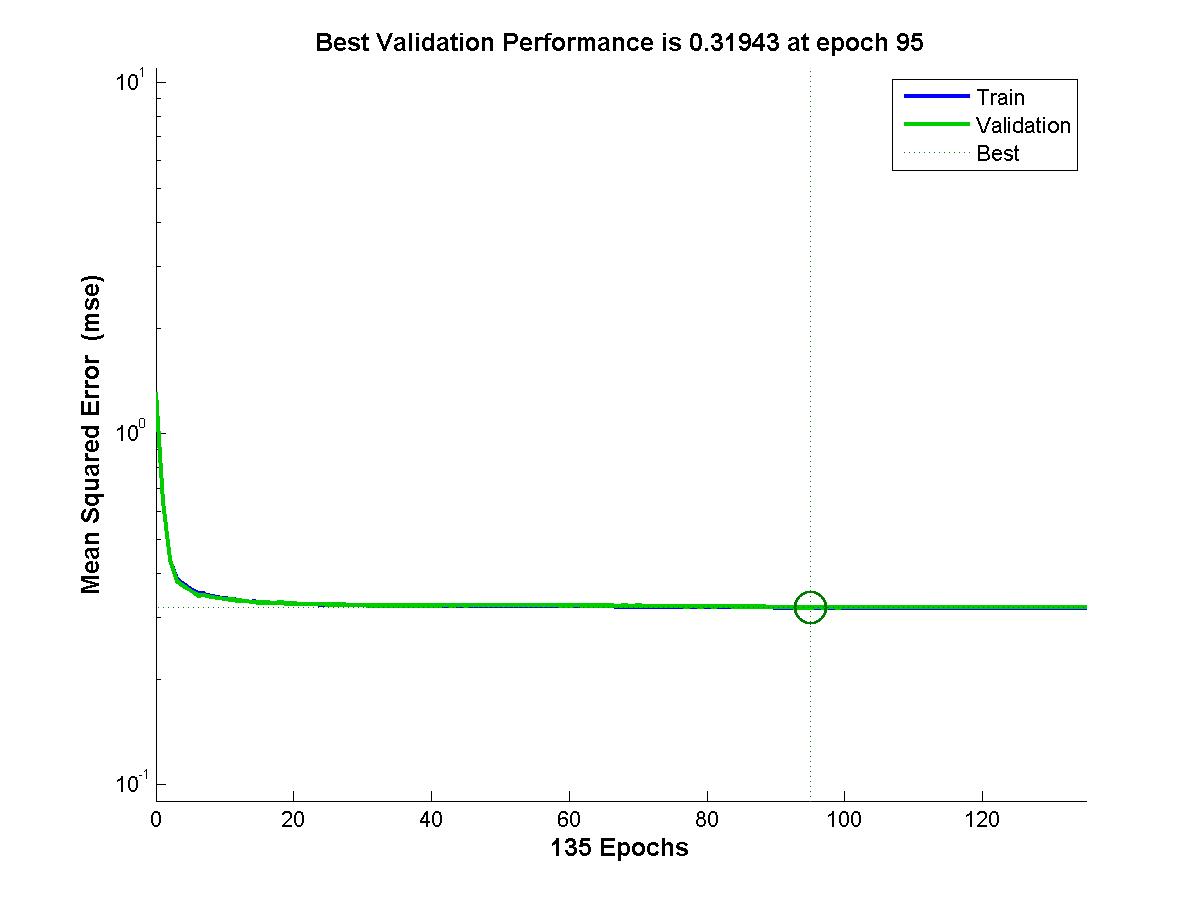 Best Validation Performance is 0.31943 at epoch 95
10^1
10^0
10^-1
Mean Squared Error (mse)
Train
Validation
Best
0 20 40 60 80 100 120
135 Epochs